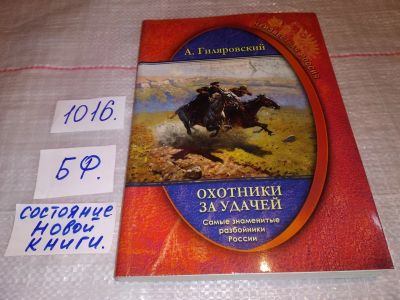 А. Гиляровский
ОХОТНИКИ
ЗА УДАЧЕЙ
Самые знаменитые
разбойники
России
1016.
БФ.
СОСТОЯНИЕ
НОВОЙ
КНИГИ.